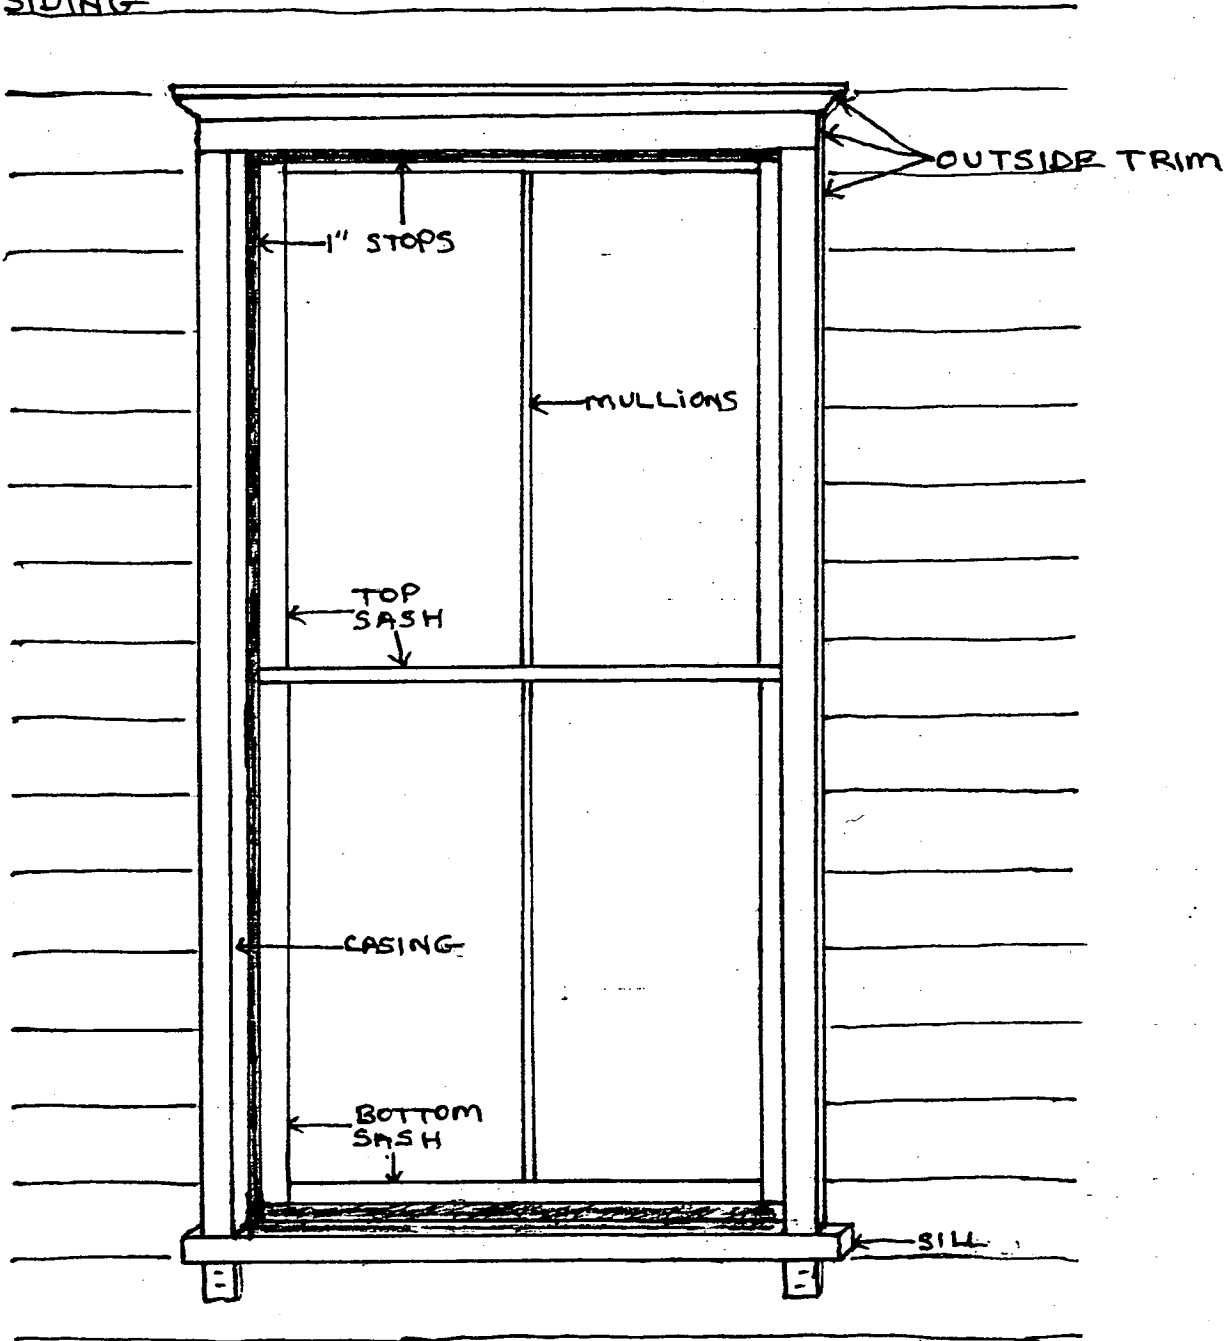 SIDING
OUTSIDE TRIM
1" STOPS
MULLIONS
TOP
SASH
CASING
BOTTOM
SASH
SILL